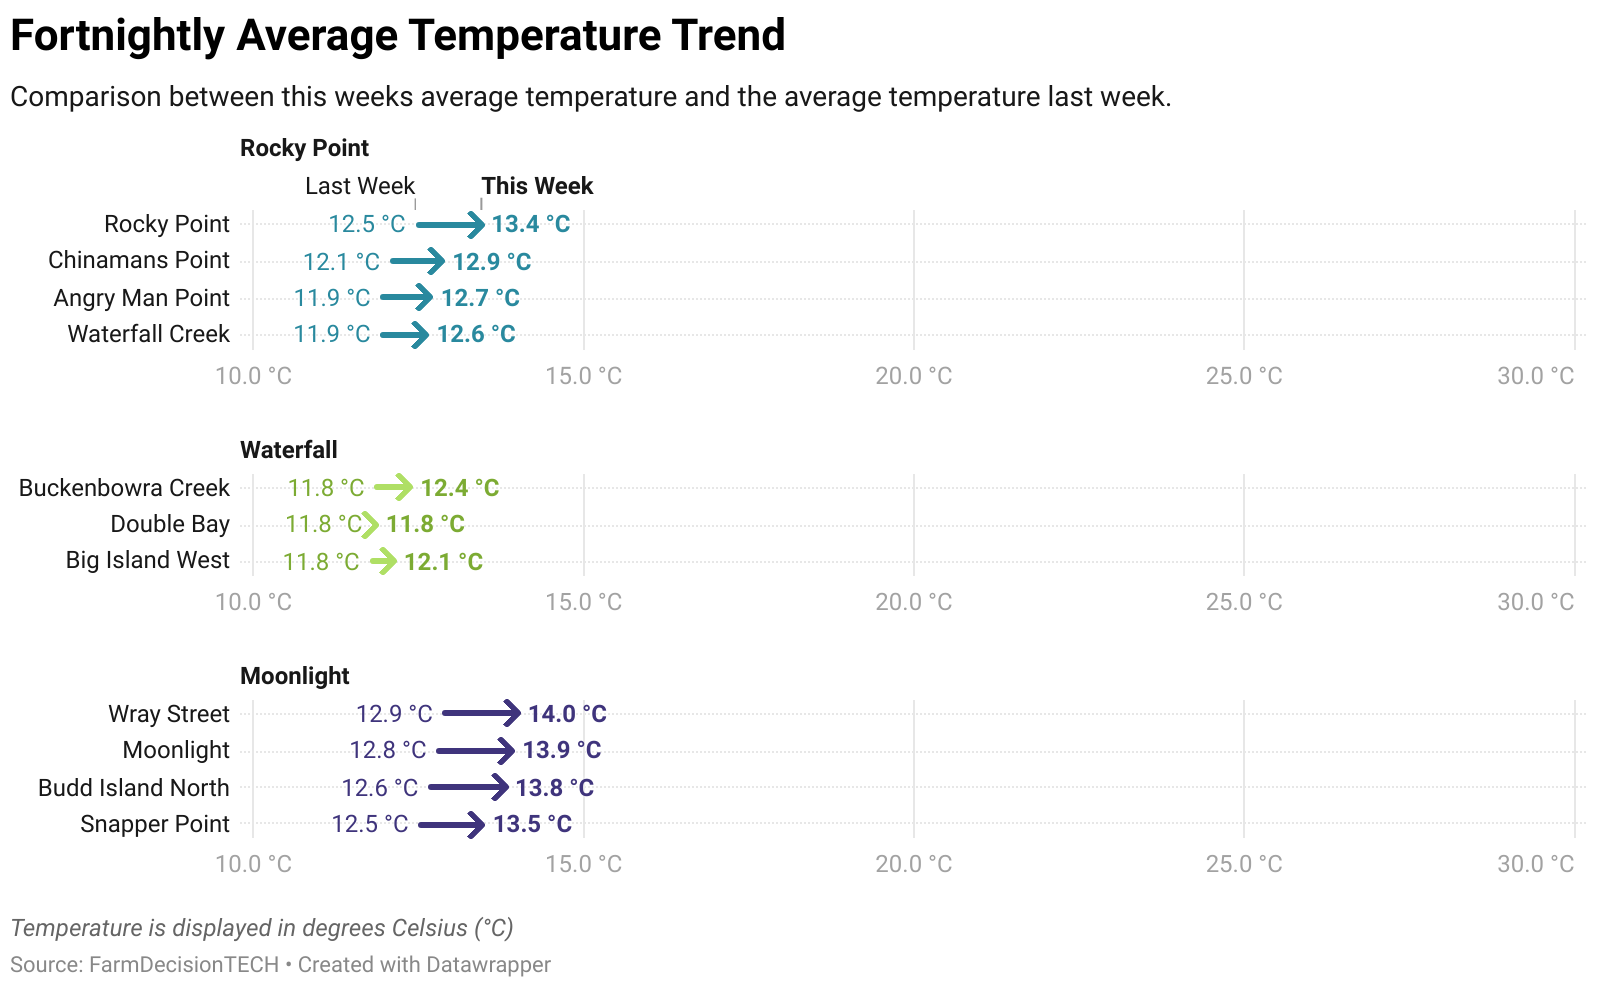 Fortnightly Average Temperature Trend
Comparison between this weeks average temperature and the average temperature last week.
Rocky Point
Last Week This Week
Rocky Point 12.5 °C 13.4 °C
Chinamans Point 12.1 °C 12.9 °C
Angry Man Point 11.9 °C 12.7 °C
Waterfall Creek 11.9 °C 12.6 °C
10.0 °C 15.0 °C 20.0 °C 25.0 °C 30.0 °C
Waterfall
Buckenbowra Creek 11.8 °C 12.4 °C
Double Bay 11.8 °C 11.8 °C
Big Island West 11.8 °C 12.1 °C
10.0 °C 15.0 °C 20.0 °C 25.0 °C 30.0 °C
Moonlight
Wray Street 12.9 °C 14.0 °C
Moonlight 12.8 °C 13.9 °C
Budd Island North 12.6 °C 13.8 °C
Snapper Point 12.5 °C 13.5 °C
10.0 °C 15.0 °C 20.0 °C 25.0 °C 30.0 °C
Temperature is displayed in degrees Celsius (°C)
Source: FarmDecisionTECH • Created with Datawrapper